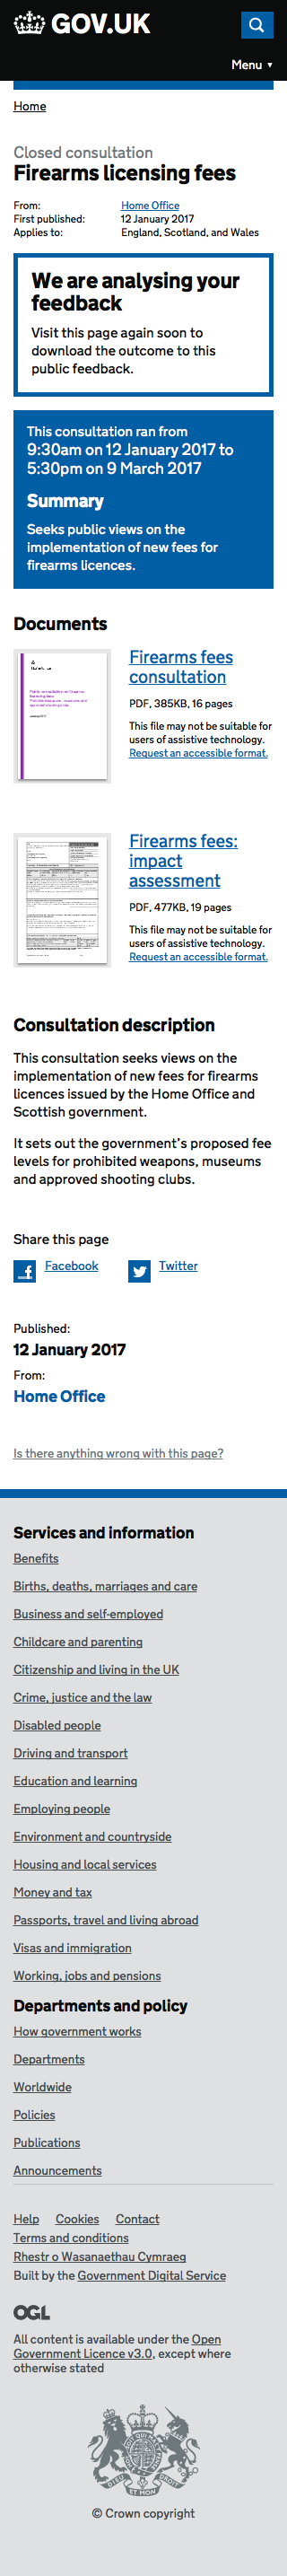 GOV.UK
Menu ▼
Home
Closed consultation
Firearms licensing fees
From: Home Office
First published: 12 January 2017
Applies to: England, Scotland, and Wales
We are analysing your
feedback
Visit this page again soon to
download the outcome to this
public feedback.
This consultation ran from
9:30am on 12 January 2017 to
5:30pm on 9 March 2017
Summary
Seeks public views on the
implementation of new fees for
firearms licences.
Documents
Firearms fees
consultation
PDF, 385KB, 16 pages
This file may not be suitable for
users of assistive technology.
Request an accessible format.
Firearms fees:
impact
assessment
PDF, 477KB, 19 pages
This file may not be suitable for
users of assistive technology.
Request an accessible format.
Consultation description
This consultation seeks views on the
implementation of new fees for firearms
licences issued by the Home Office and
Scottish government.
It sets out the government’s proposed fee
levels for prohibited weapons, museums
and approved shooting clubs.
Share this page
Facebook Twitter
Published:
12 January 2017
From:
Home Office
Is there anything wrong with this page?
Services and information
Benefits
Births, deaths, marriages and care
Business and self-employed
Childcare and parenting
Citizenship and living in the UK
Crime, justice and the law
Disabled people
Driving and transport
Education and learning
Employing people
Environment and countryside
Housing and local services
Money and tax
Passports, travel and living abroad
Visas and immigration
Working, jobs and pensions
Departments and policy
How government works
Departments
Worldwide
Policies
Publications
Announcements
Help Cookies Contact
Terms and conditions
Rhestr o Wasanaethau Cymraeg
Built by the Government Digital Service
OGL
All content is available under the Open
Government Licence v3.0, except where
otherwise stated
© Crown copyright